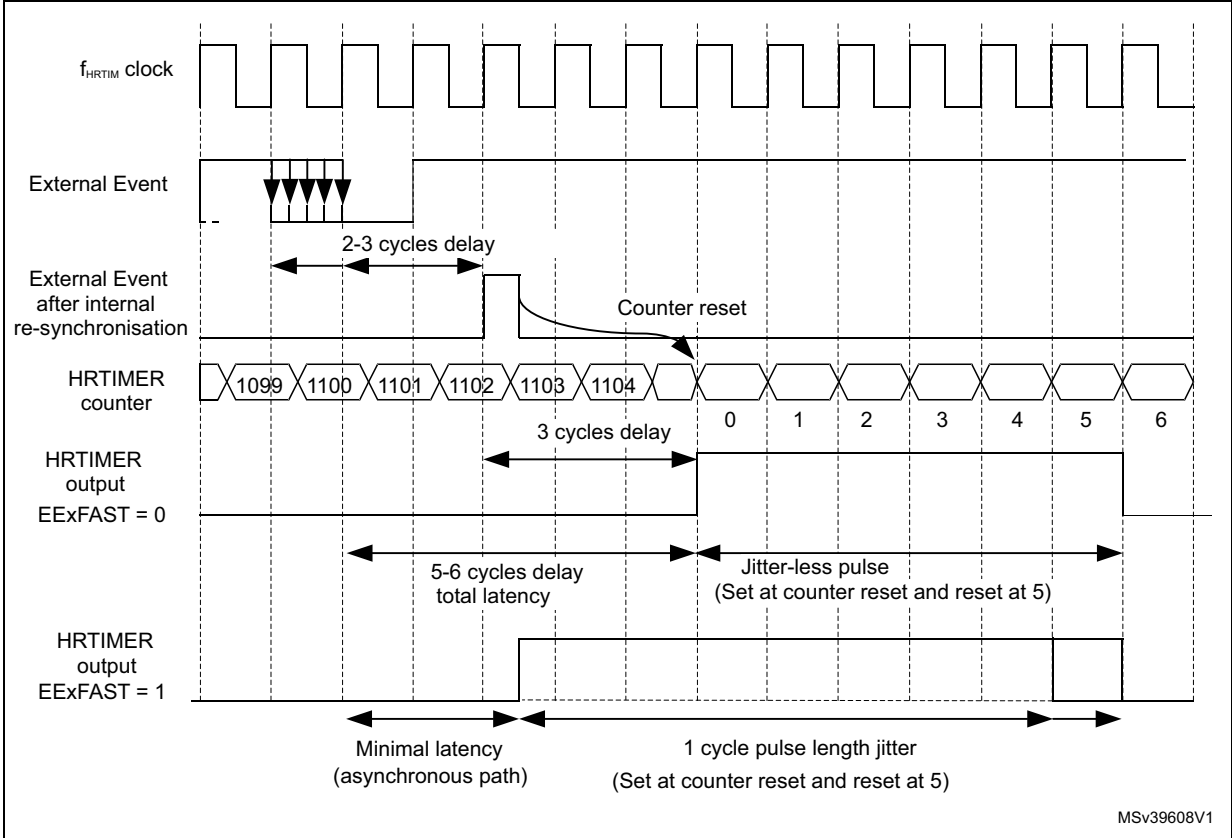 fHRTIM clock
External Event
2-3 cycles delay
External Event
after internal
re-synchronisation
Counter reset
HRTIMER
counter
1099 1100 1101 1102 1103 1104
0 1 2 3 4 5 6
3 cycles delay
HRTIMER
output
EExFAST = 0
5-6 cycles delay
total latency
Jitter-less pulse
(Set at counter reset and reset at 5)
HRTIMER
output
EExFAST = 1
Minimal latency
(asynchronous path)
1 cycle pulse length jitter
(Set at counter reset and reset at 5)
MSv39608V1